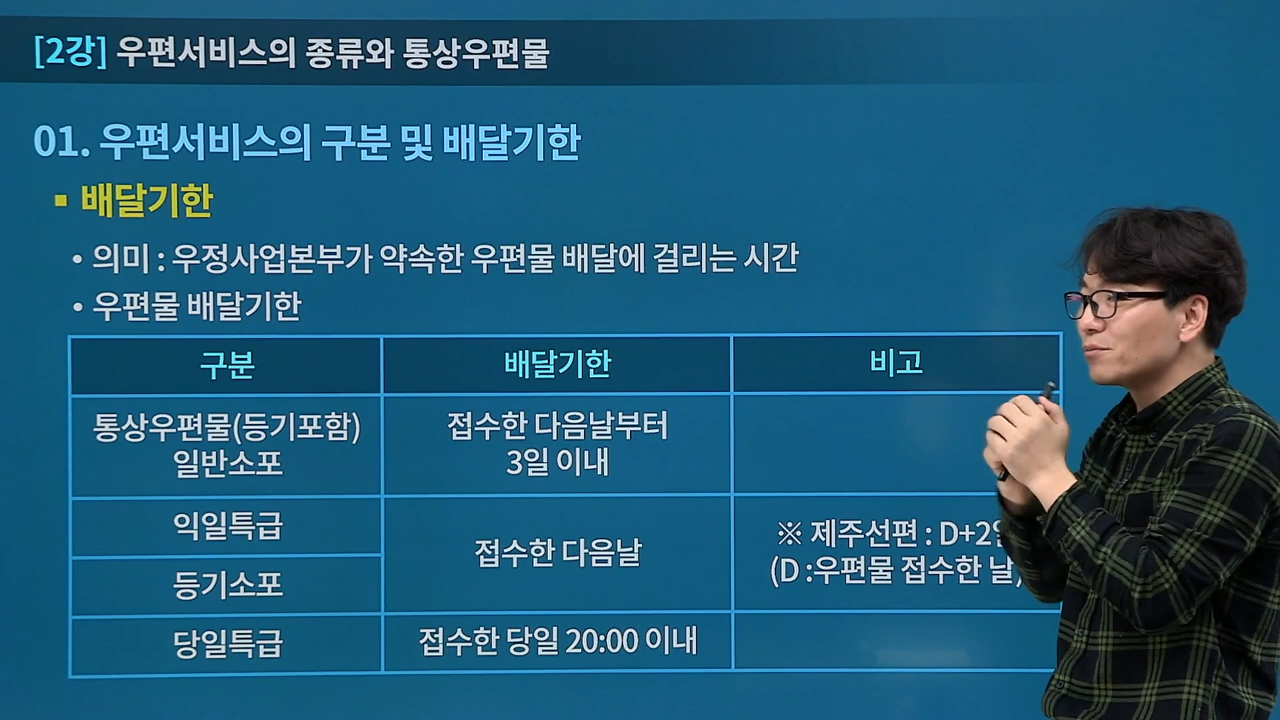 [2강] 우편서비스의 종류와 통상우편물
01. 우편서비스의 구분 및 배달기한
▪ 배달기한
• 의미 : 우정사업본부가 약속한 우편물 배달에 걸리는 시간
• 우편물 배달기한
구분 배달기한 비고
통상우편물(등기포함)
일반소포
접수한 다음날부터
3일 이내
익일특급
등기소포
접수한 다음날
※ 제주선편 : D+2일
(D :우편물 접수한 날)
당일특급 접수한 당일 20:00 이내